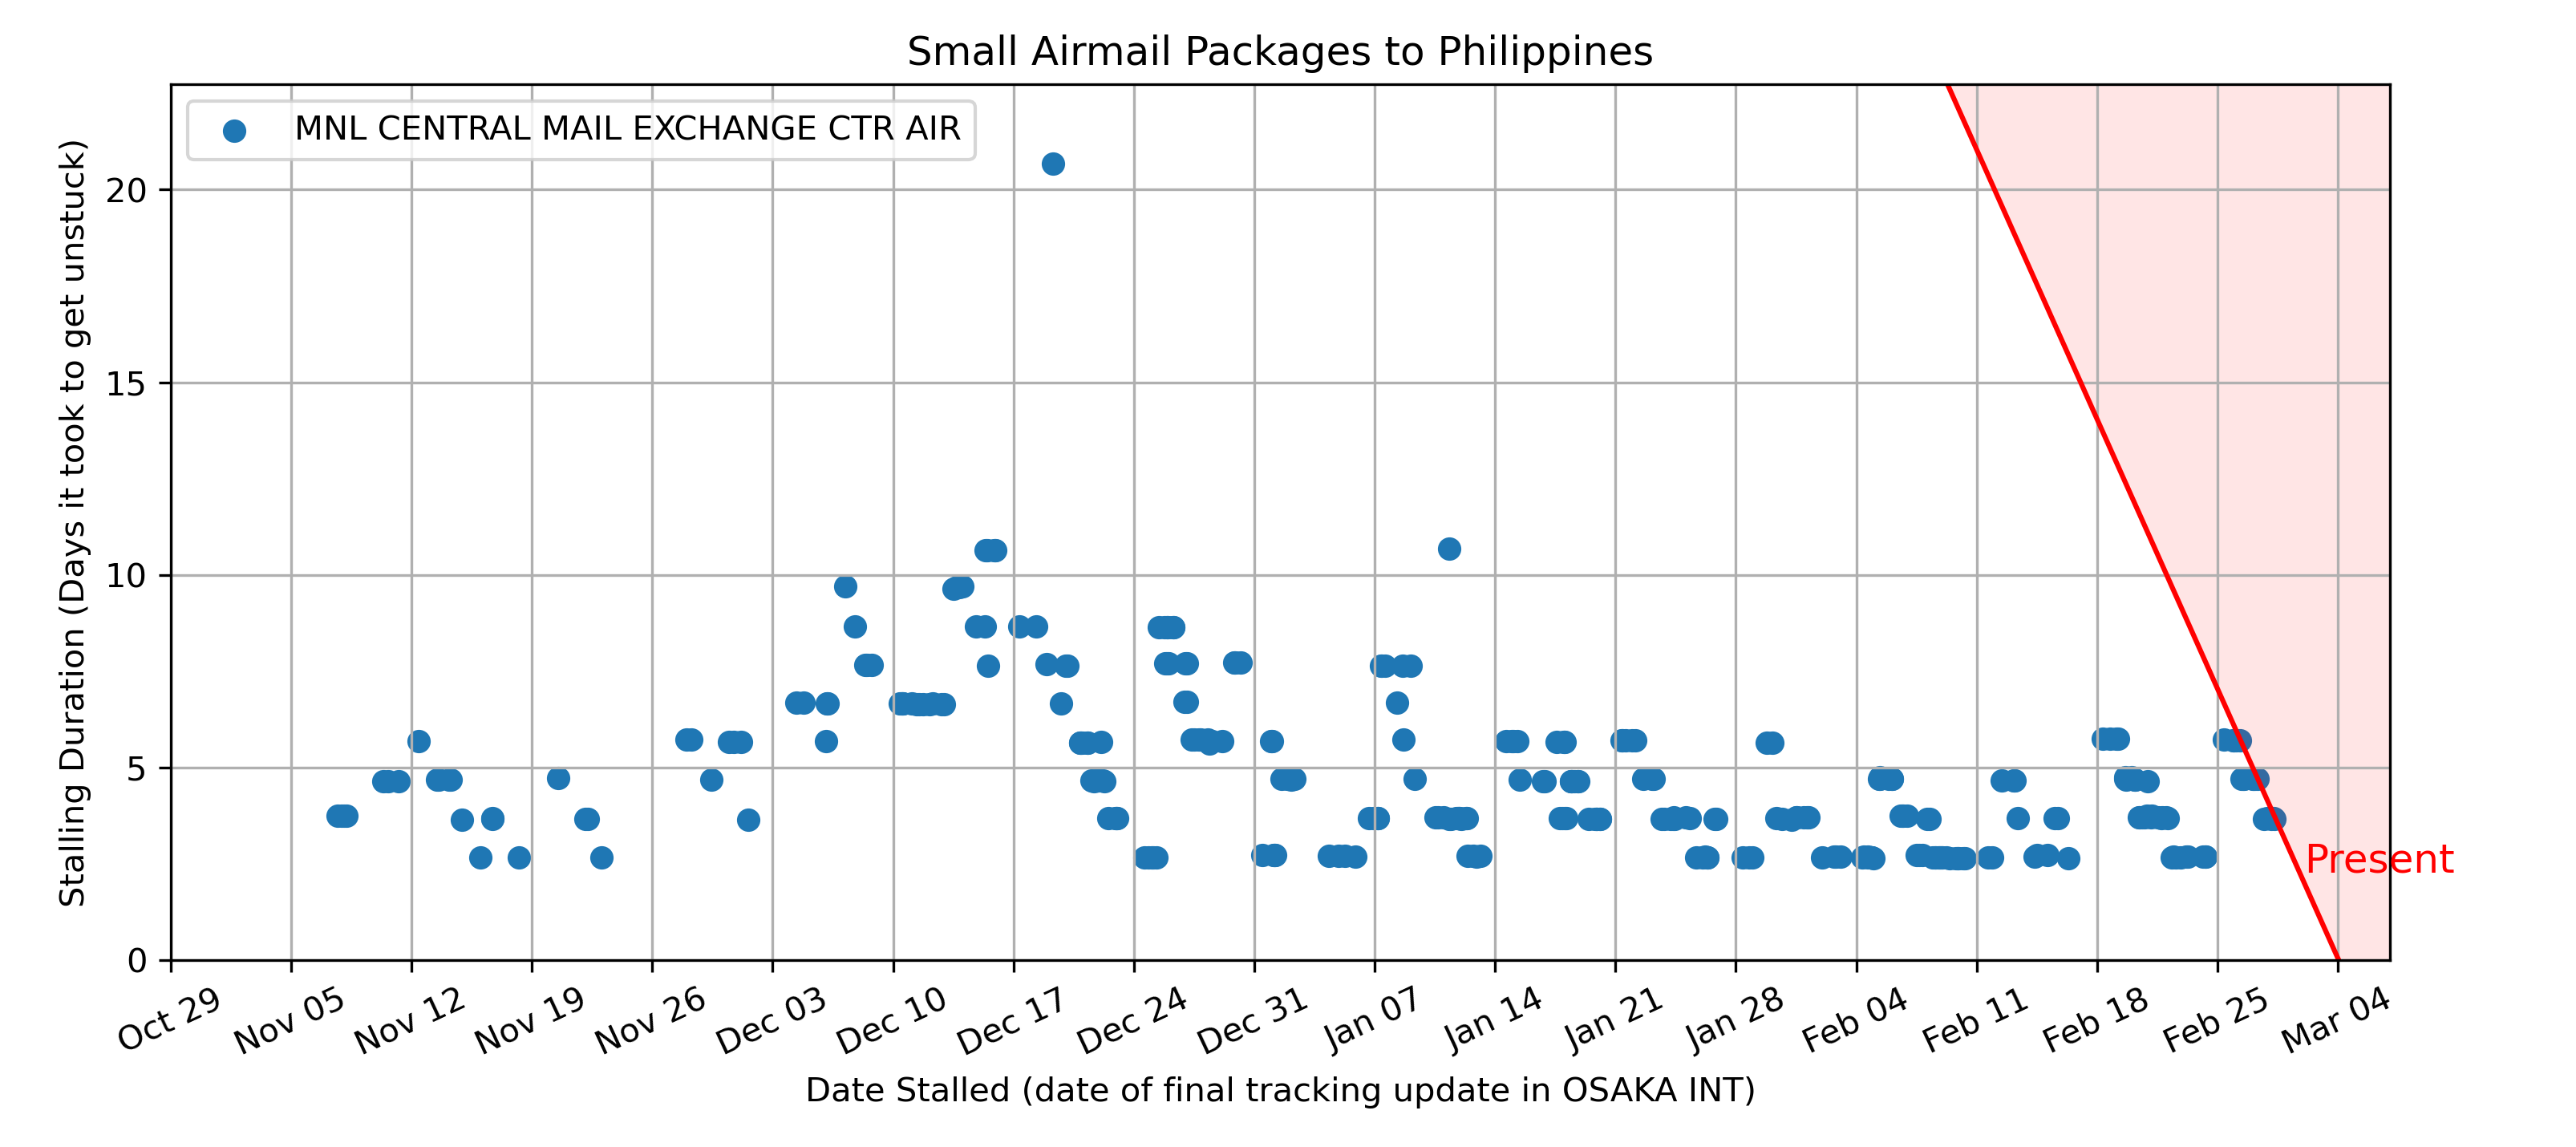 Small Airmail Packages to Philippines
MNL CENTRAL MAIL EXCHANGE CTR AIR
Stalling Duration (Days it took to get unstuck)
20
15
10
5
0
Present
Oct 29
Nov 05
Nov 12
Nov 19
Nov 26
Dec 03
Dec 10
Dec 17
Dec 24
Dec 31
Jan 07
Jan 14
Jan 21
Jan 28
Feb 04
Feb 11
Feb 18
Feb 25
Mar 04
Date Stalled (date of final tracking update in OSAKA INT)